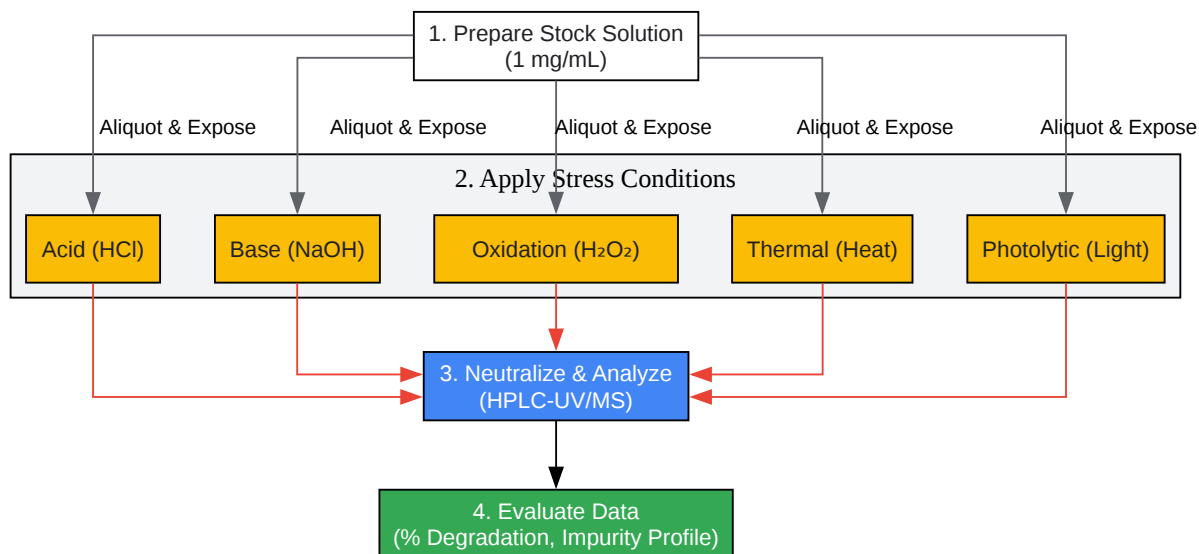 1. Prepare Stock Solution
(1 mg/mL)
Aliquot & Expose
Aliquot & Expose
Aliquot & Expose
Aliquot & Expose
Aliquot & Expose
2. Apply Stress Conditions
Acid (HCl)
Base (NaOH)
Oxidation (H₂O₂)
Thermal (Heat)
Photolytic (Light)
3. Neutralize & Analyze
(HPLC-UV/MS)
4. Evaluate Data
(% Degradation, Impurity Profile)